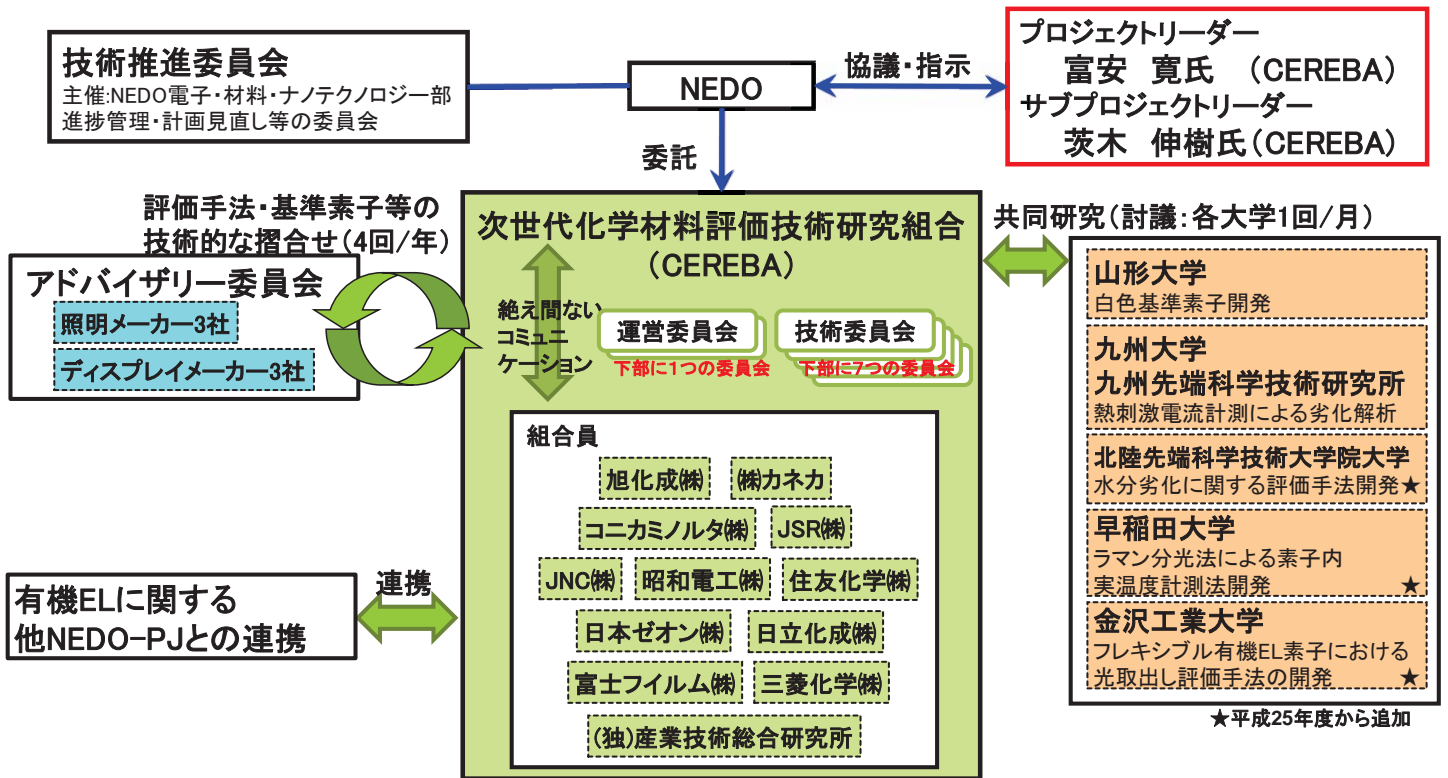 技術推進委員会
主催:NEDO電子・材料・ナノテクノロジー部
進捗管理・計画見直し等の委員会
NEDO
協議・指示
プロジェクトリーダー
富安 寛氏 (CEREBA)
サブプロジェクトリーダー
茨木 伸樹氏(CEREBA)
委託
評価手法・基準素子等の
技術的な摺合せ(4回/年)
アドバイザリー委員会
照明メーカー3社
ディスプレイメーカー3社
次世代化学材料評価技術研究組合
(CEREBA)
絶え間ない
コミュニ
ケーション
運営委員会
下部に1つの委員会
技術委員会
下部に7つの委員会
組合員
旭化成㈱
㈱カネカ
コニカミノルタ㈱
JSR㈱
JNC㈱
昭和電工㈱
住友化学㈱
日本ゼオン㈱
日立化成㈱
富士フイルム㈱
三菱化学㈱
(独)産業技術総合研究所
有機ELに関する
他NEDO-PJとの連携
連携
共同研究(討議:各大学1回/月)
山形大学
白色基準素子開発
九州大学
九州先端科学技術研究所
熱刺激電流計測による劣化解析
北陸先端科学技術大学院大学
水分劣化に関する評価手法開発★
早稲田大学
ラマン分光法による素子内
実温度計測法開発 ★
金沢工業大学
フレキシブル有機EL素子における
光取出し評価手法の開発 ★
★平成25年度から追加